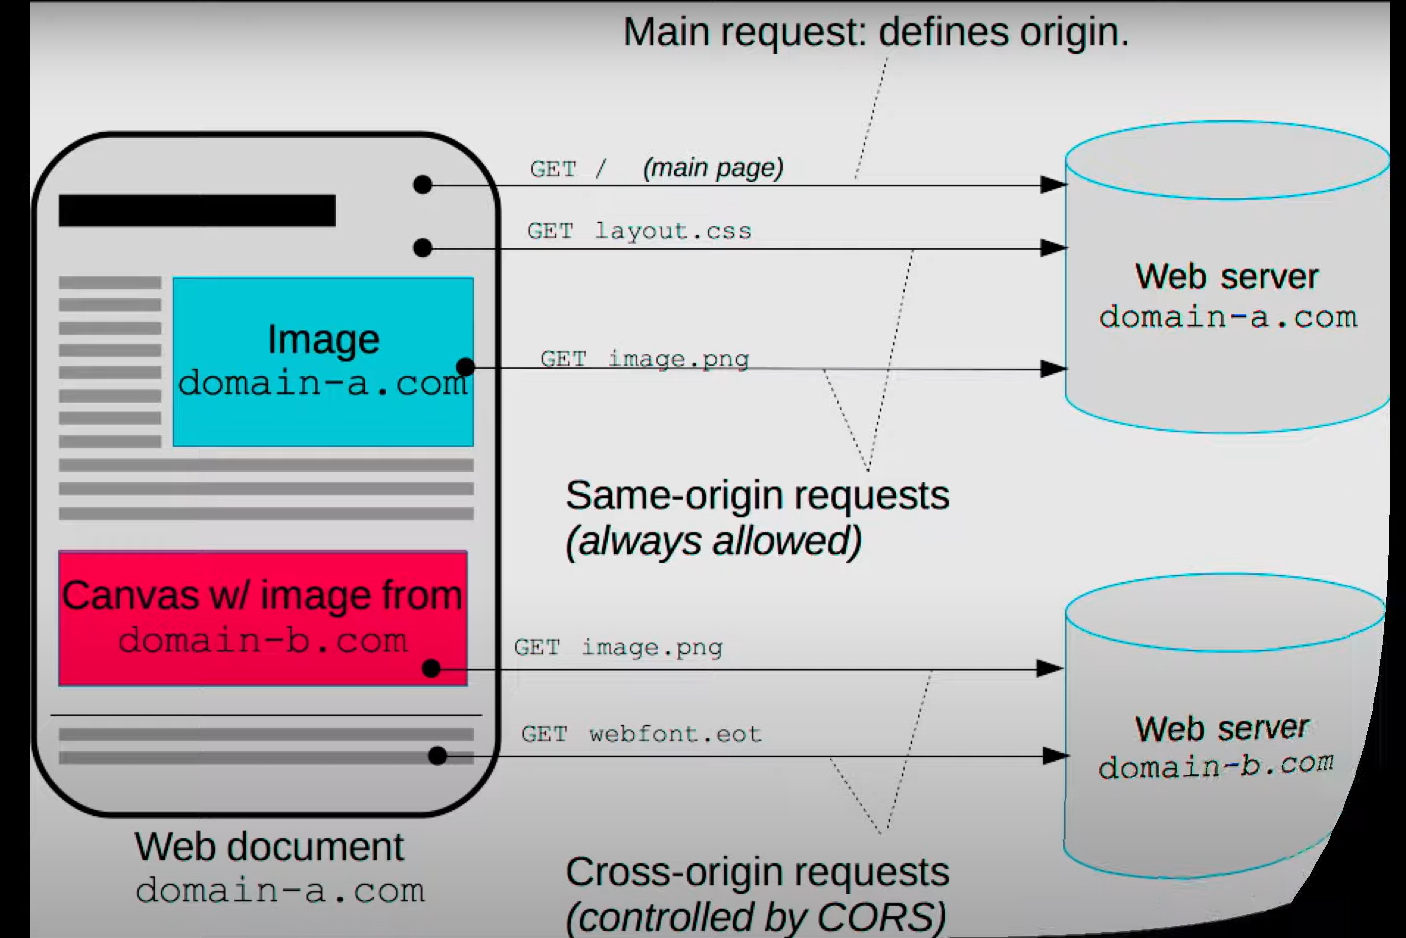 Main request: defines origin.
GET / (main page)
GET layout.css
Web server
domain-a.com
Image
domain-a.com
GET image.png
Same-origin requests
(always allowed)
Canvas w/ image from
domain-b.com
GET image.png
GET webfont.eot
Web server
domain-b.com
Web document
domain-a.com
Cross-origin requests
(controlled by CORS)